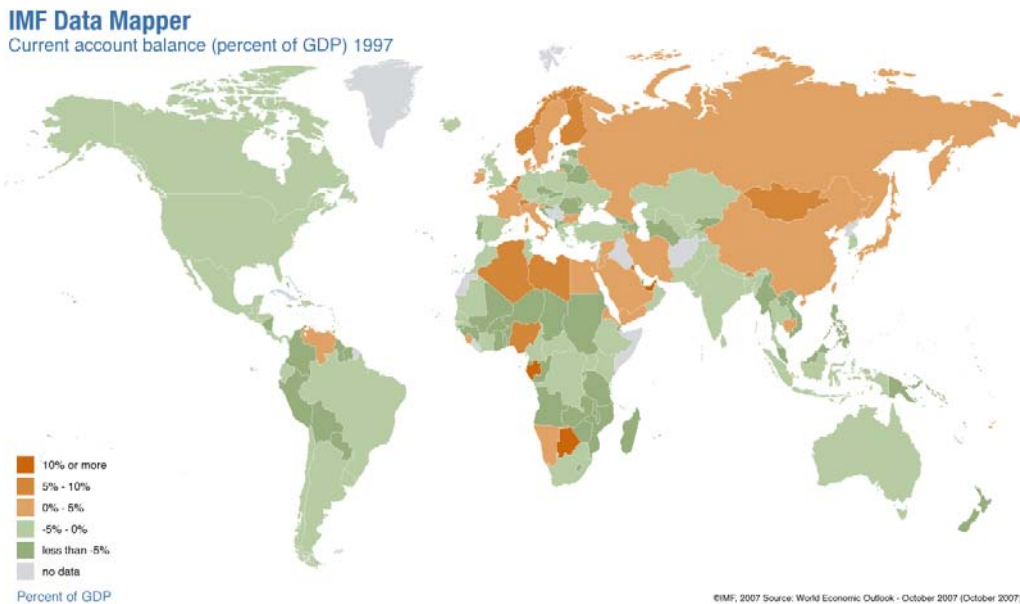 IMF Data Mapper
Current account balance (percent of GDP) 1997
10% or more
5% - 10%
0% - 5%
-5% - 0%
less than -5%
no data
Percent of GDP
©IMF, 2007 Source: World Economic Outlook - October 2007 (October 2007)